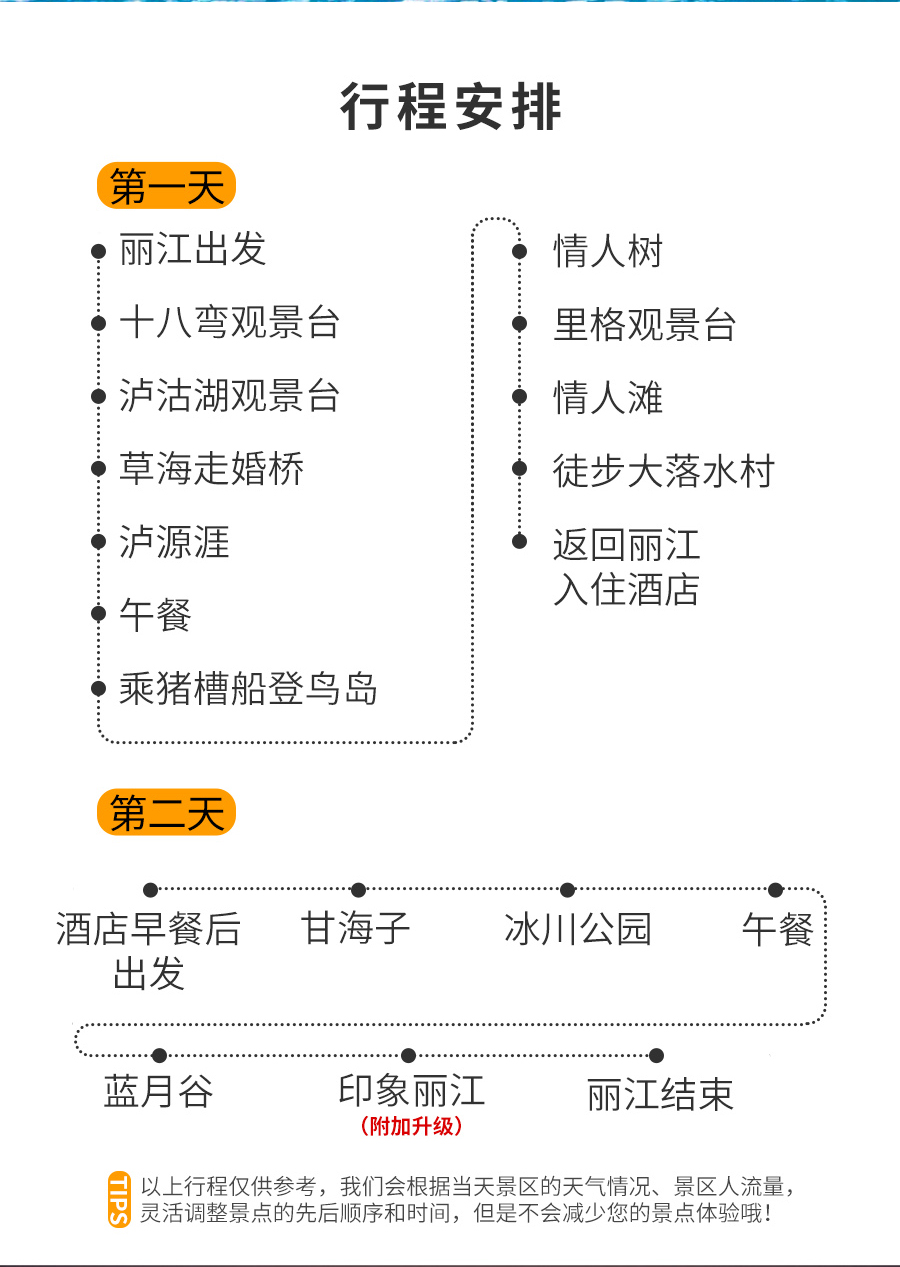 行程安排
第一天
丽江出发
十八弯观景台
泸沽湖观景台
草海走婚桥
泸源涯
午餐
乘猪槽船登鸟岛
情人树
里格观景台
情人滩
徒步大落水村
返回丽江
入住酒店
第二天
酒店早餐后
出发
甘海子
冰川公园
午餐
蓝月谷
印象丽江
（附加升级）
丽江结束
TIPS
以上行程仅供参考，我们会根据当天景区的天气情况、景区人流量，
灵活调整景点的先后顺序和时间，但是不会减少您的景点体验哦！